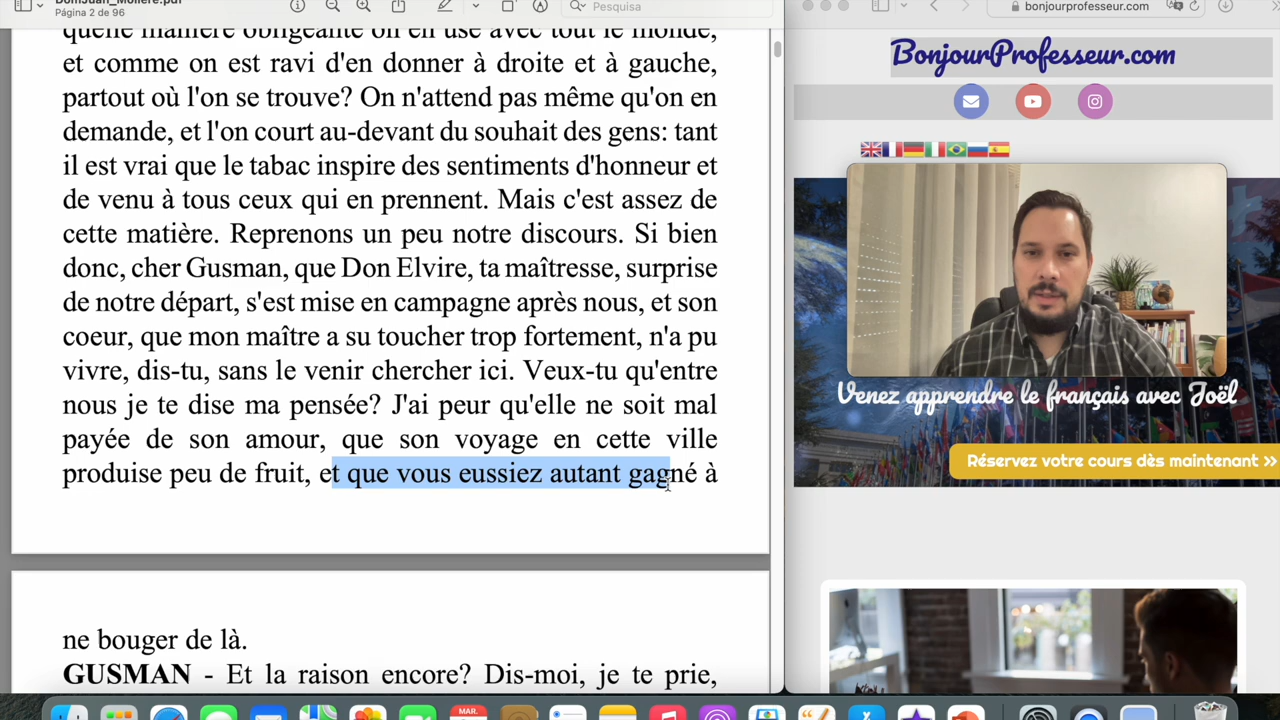 DomJuan_Moliere.pdf
Página 2 de 96
Pesquisa
bonjourprofesseur.com
quelle manière obligeante on en use avec tout le monde,
et comme on est ravi d'en donner à droite et à gauche,
partout où l'on se trouve? On n'attend pas même qu'on en
demande, et l'on court au-devant du souhait des gens: tant
il est vrai que le tabac inspire des sentiments d'honneur et
de venu à tous ceux qui en prennent. Mais c'est assez de
cette matière. Reprenons un peu notre discours. Si bien
donc, cher Gusman, que Don Elvire, ta maîtresse, surprise
de notre départ, s'est mise en campagne après nous, et son
coeur, que mon maître a su toucher trop fortement, n'a pu
vivre, dis-tu, sans le venir chercher ici. Veux-tu qu'entre
nous je te dise ma pensée? J'ai peur qu'elle ne soit mal
payée de son amour, que son voyage en cette ville
produise peu de fruit, et que vous eussiez autant gagné à
ne bouger de là.
GUSMAN - Et la raison encore? Dis-moi, je te prie,
BonjourProfesseur.com
Venez apprendre le français avec Joël
Réservez votre cours dès maintenant >>
MAR.